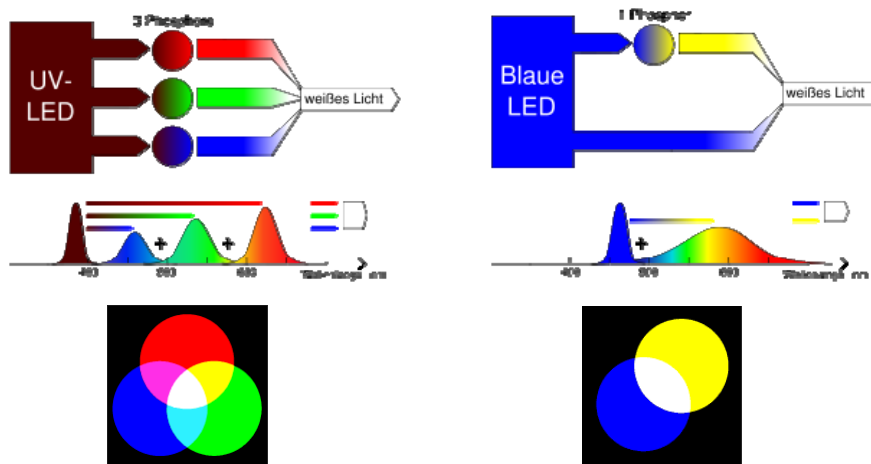 3 Phosphore
UV-
LED
weißes Licht
400
500
600
1 Phosphor
Blaue
LED
weißes Licht
400
500
600